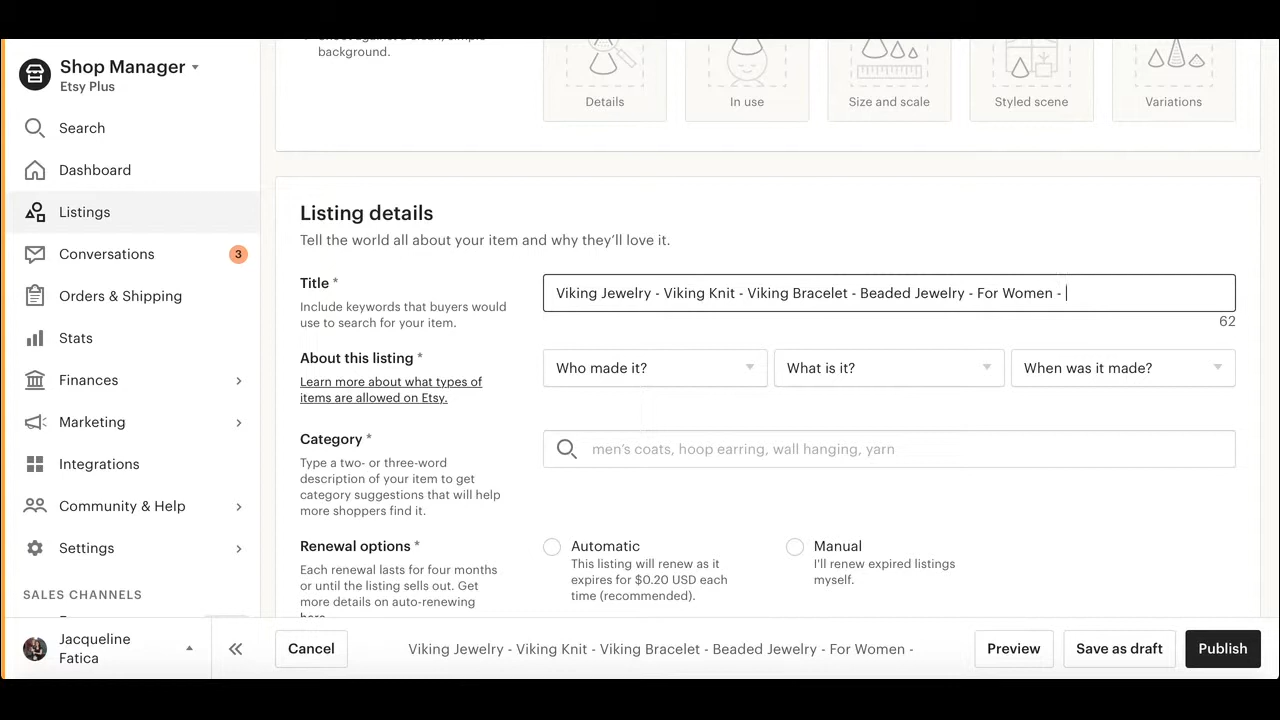 Shop Manager
Etsy Plus
Search
Dashboard
Listings
Conversations
3
Orders & Shipping
Stats
Finances
Marketing
Integrations
Community & Help
Settings
SALES CHANNELS
Jacqueline
Fatica
background.
Details
In use
Size and scale
Styled scene
Variations
Listing details
Tell the world all about your item and why they'll love it.
Title *
Include keywords that buyers would
use to search for your item.
Viking Jewelry - Viking Knit - Viking Bracelet - Beaded Jewelry - For Women -
62
About this listing *
Learn more about what types of
items are allowed on Etsy.
Who made it?
What is it?
When was it made?
Category *
Type a two- or three-word
description of your item to get
category suggestions that will help
more shoppers find it.
men's coats, hoop earring, wall hanging, yarn
Renewal options *
Each renewal lasts for four months
or until the listing sells out. Get
more details on auto-renewing
here.
Automatic
This listing will renew as it
expires for $0.20 USD each
time (recommended).
Manual
I'll renew expired listings
myself.
Cancel
Viking Jewelry - Viking Knit - Viking Bracelet - Beaded Jewelry - For Women -
Preview
Save as draft
Publish